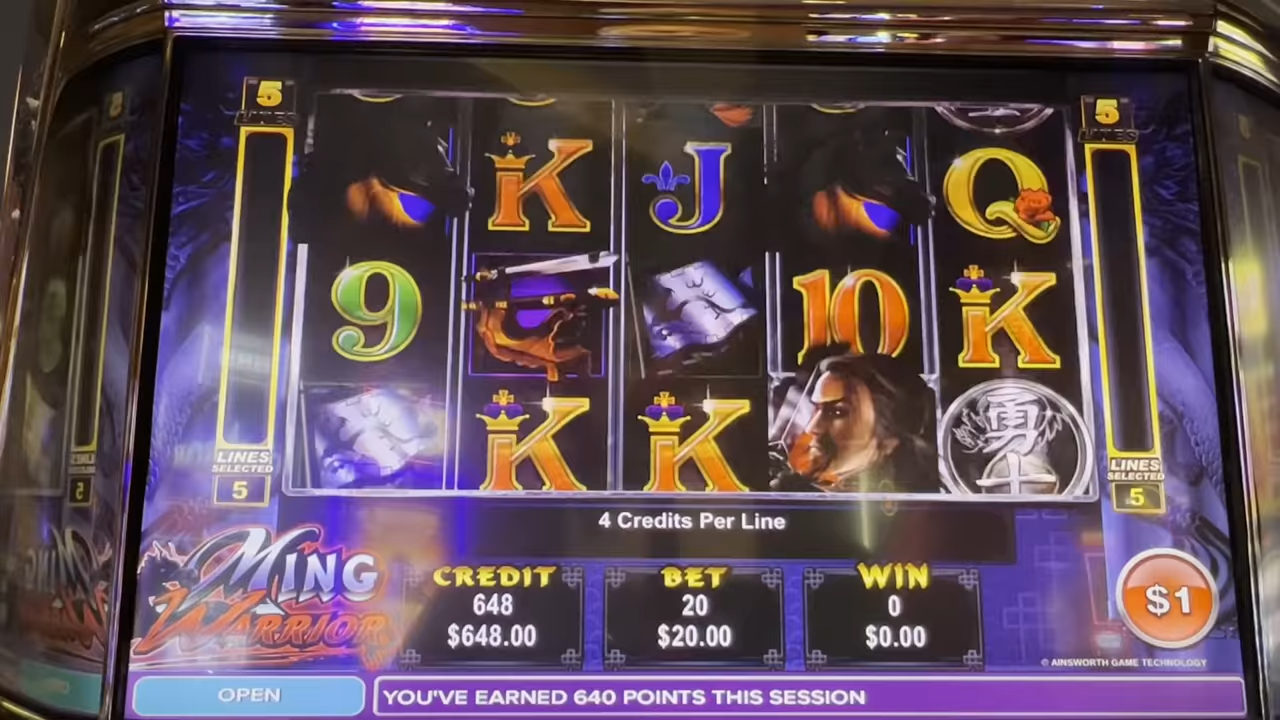 5
5
LINES
LINES
K
J
Q
9
10
K
K
K
勇
士
LINES
SELECTED
5
LINES
SELECTED
5
4 Credits Per Line
MING
WARRIOR
CREDIT
648
$648.00
BET
20
$20.00
WIN
0
$0.00
$1
© AINSWORTH GAME TECHNOLOGY
OPEN
YOU'VE EARNED 640 POINTS THIS SESSION